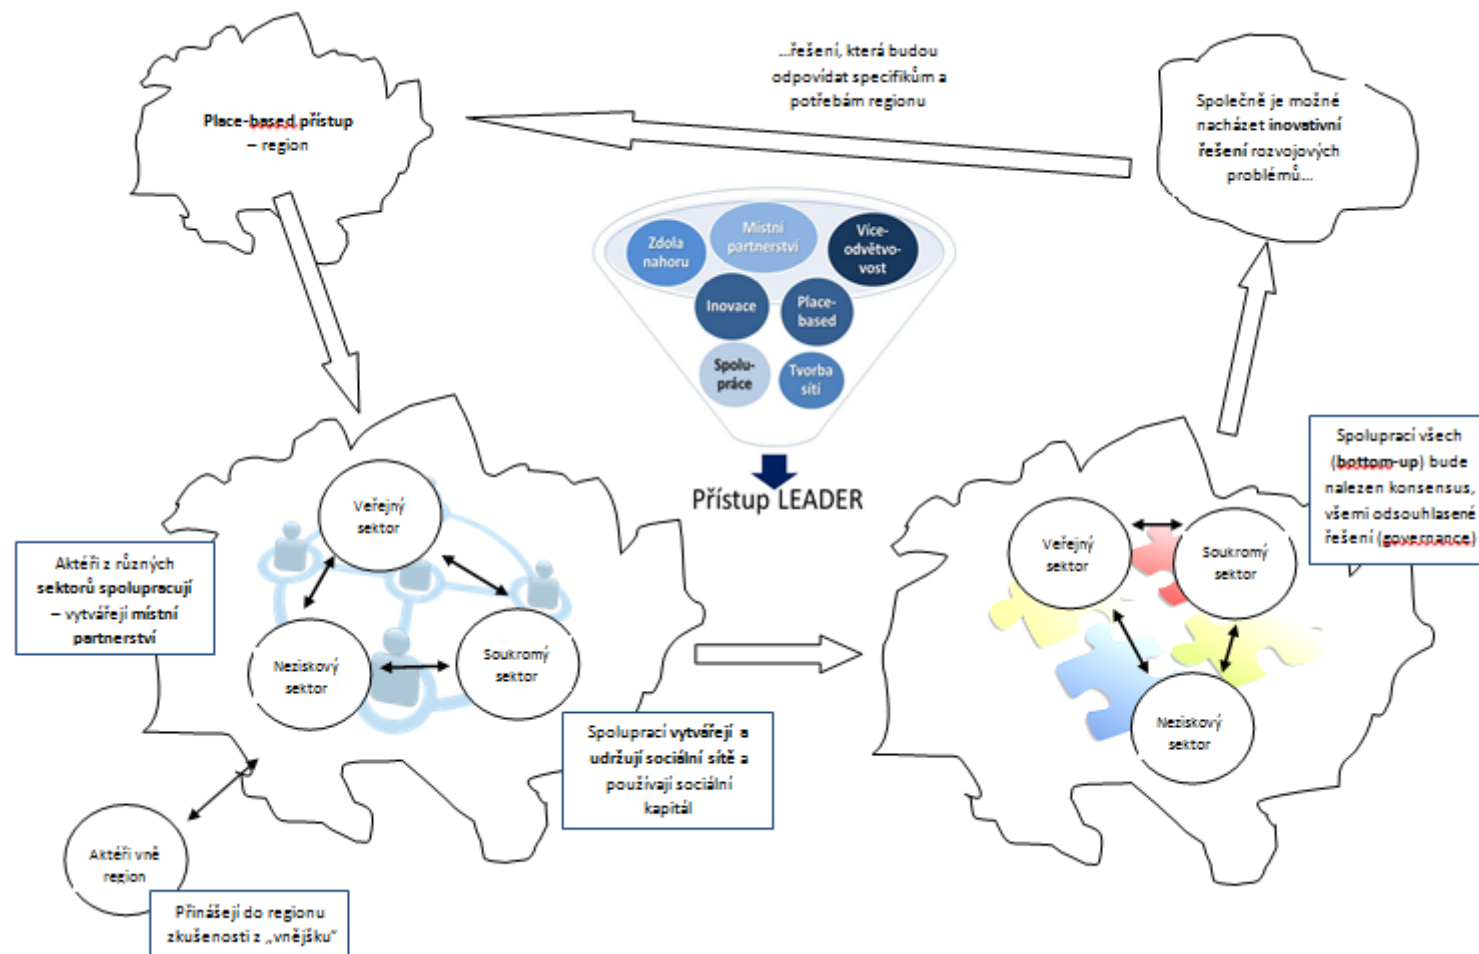 Place-based přístup
– region
...řešení, která budou
odpovídat specifikům a
potřebám regionu
Společně je možné
nacházet inovativní
řešení rozvojových
problémů...
Zdola
nahoru
Místní
partnerství
Více-
odvětvo-
vost
Inovace
Place-
based
Spolu-
práce
Tvorba
sítí
Přístup LEADER
Veřejný
sektor
Neziskový
sektor
Soukromý
sektor
Aktéři z různých
sektorů spolupracují
– vytvářejí místní
partnerství
Spoluprací vytvářejí a
udržují sociální sítě a
používají sociální
kapitál
Aktéři vně
region
Přinášejí do regionu
zkušenosti z „vnějšku“
Veřejný
sektor
Soukromý
sektor
Neziskový
sektor
Spoluprací všech
(bottom-up) bude
nalezen konsensus,
všemi odsouhlasené
řešení (governance)